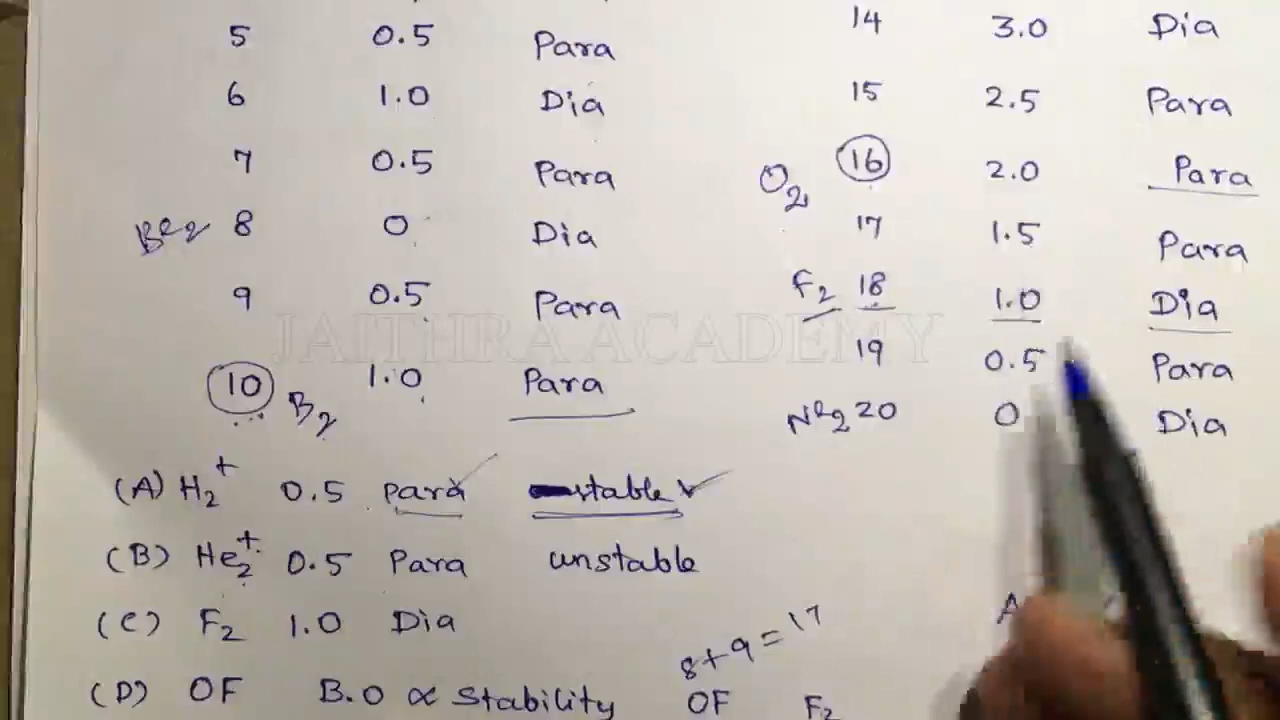 5 0.5 Para
6 1.0 Dia
7 0.5 Para
Be2 8 0 Dia
9 0.5 Para
10 B2 1.0 Para
14 3.0 Dia
15 2.5 Para
O2 16 2.0 Para
17 1.5 Para
F2 18 1.0 Dia
19 0.5 Para
Ne2 20 0 Dia
JAITHRA ACADEMY
(A) H2+ 0.5 Para stable ✓
(B) He2+ 0.5 Para unstable
(C) F2 1.0 Dia
8+9=17
(D) OF B.O ∝ Stability OF F2